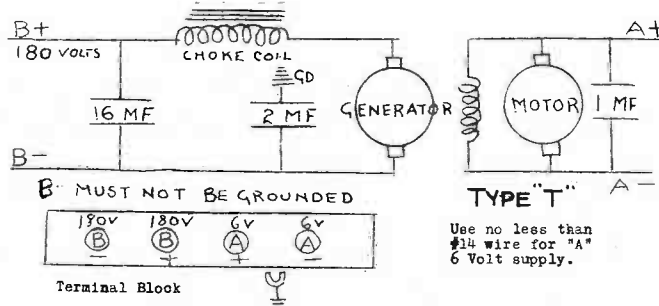 B+
A+
180 VOLTS
CHOKE COIL
GD
16 MF
2 MF
GENERATOR
MOTOR
1 MF
B-
A-
B- MUST NOT BE GROUNDED
TYPE "T"
190V 180V 6V 6V
B B A A
- + + -
Terminal Block
Use no less than
#14 wire for "A"
6 Volt supply.